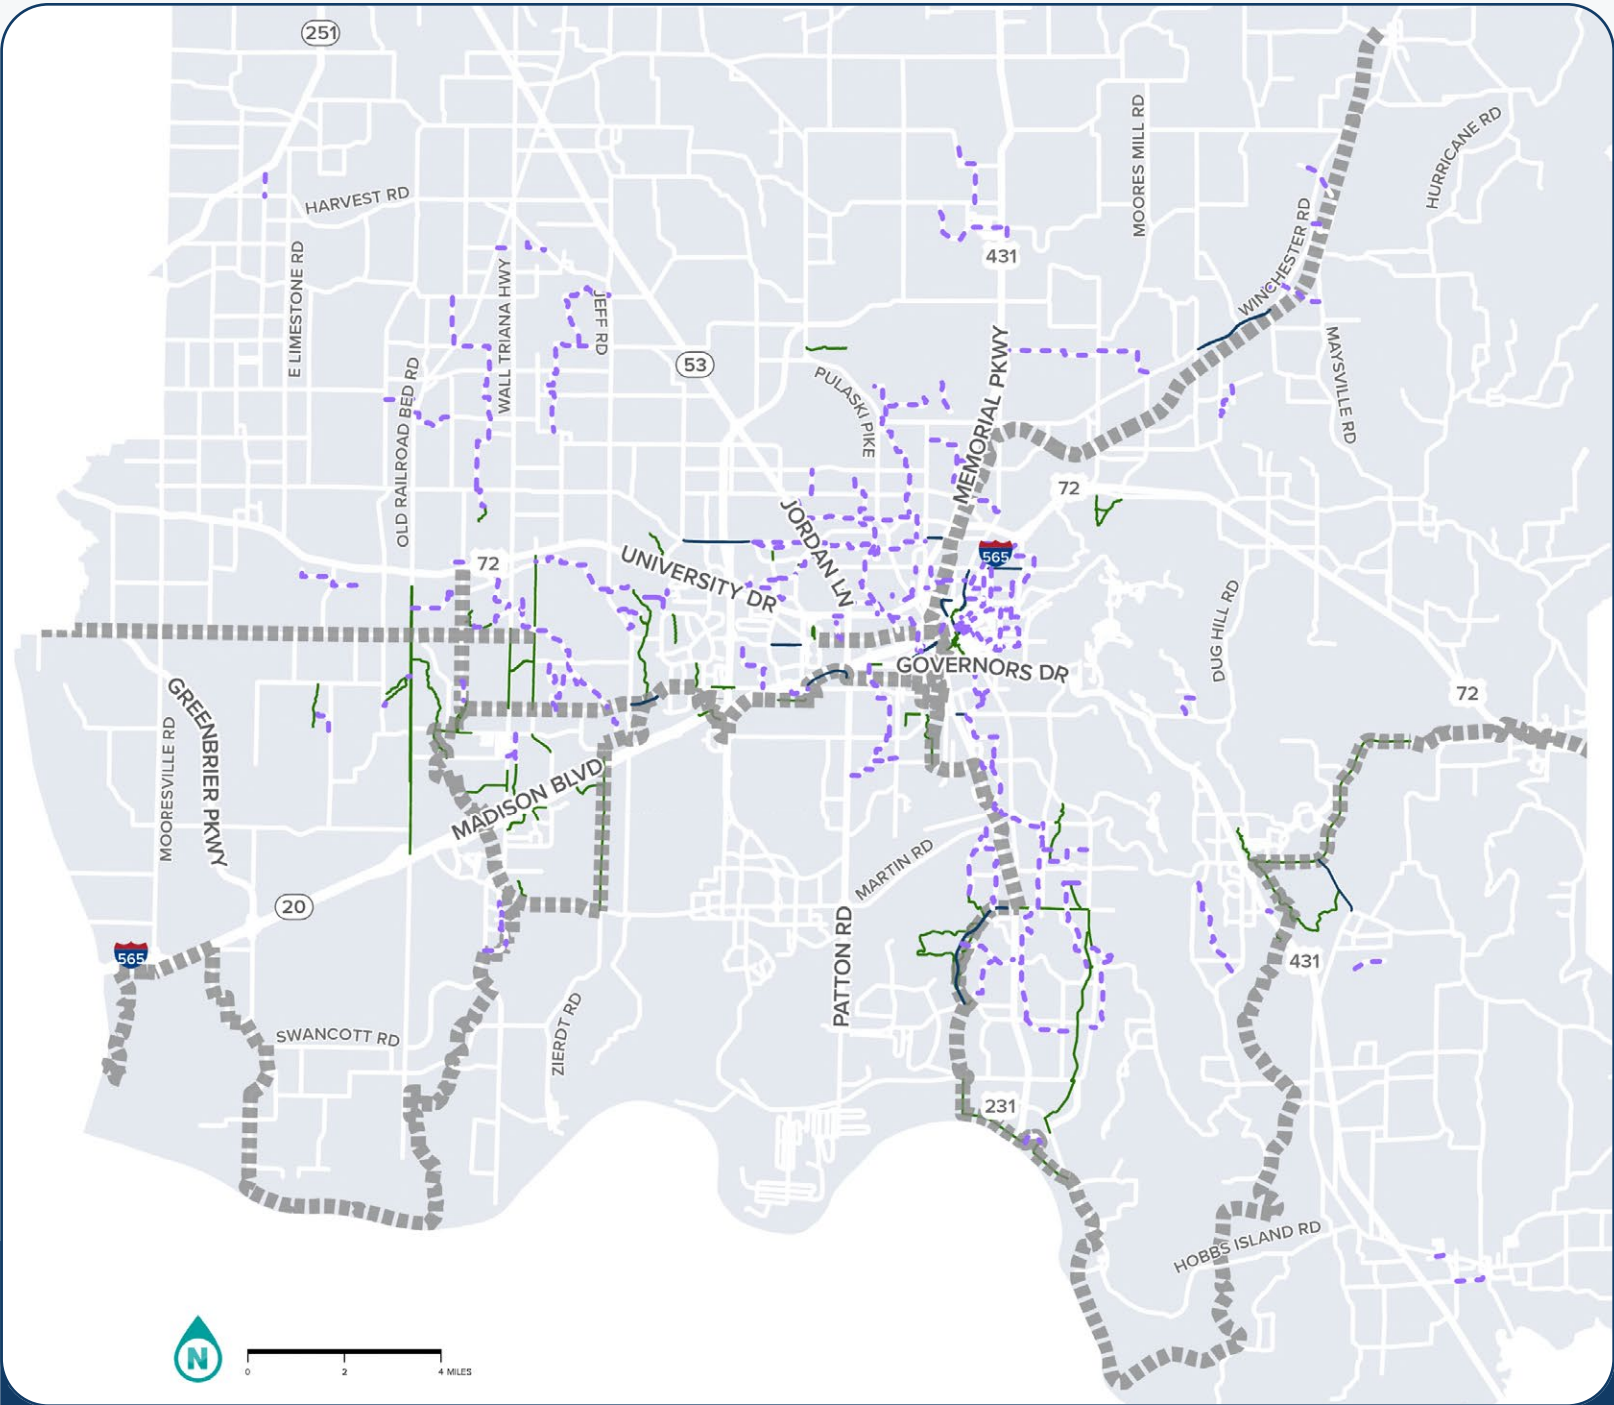 251
HARVEST RD
MOORES MILL RD
HURRICANE RD
E LIMESTONE RD
WALL TRIANA HWY
JEFF RD
431
WINCHESTER RD
53
OLD RAILROAD BED RD
PULASKI PIKE
MEMORIAL PKWY
MAYSVILLE RD
72
JORDAN LN
72
UNIVERSITY DR
565
DUG HILL RD
GOVERNORS DR
72
GREENBRIER PKWY
MOORESVILLE RD
MADISON BLVD
MARTIN RD
20
PATTON RD
565
431
SWANCOTT RD
ZIERDT RD
231
HOBBS ISLAND RD
N
0 2 4 MILES